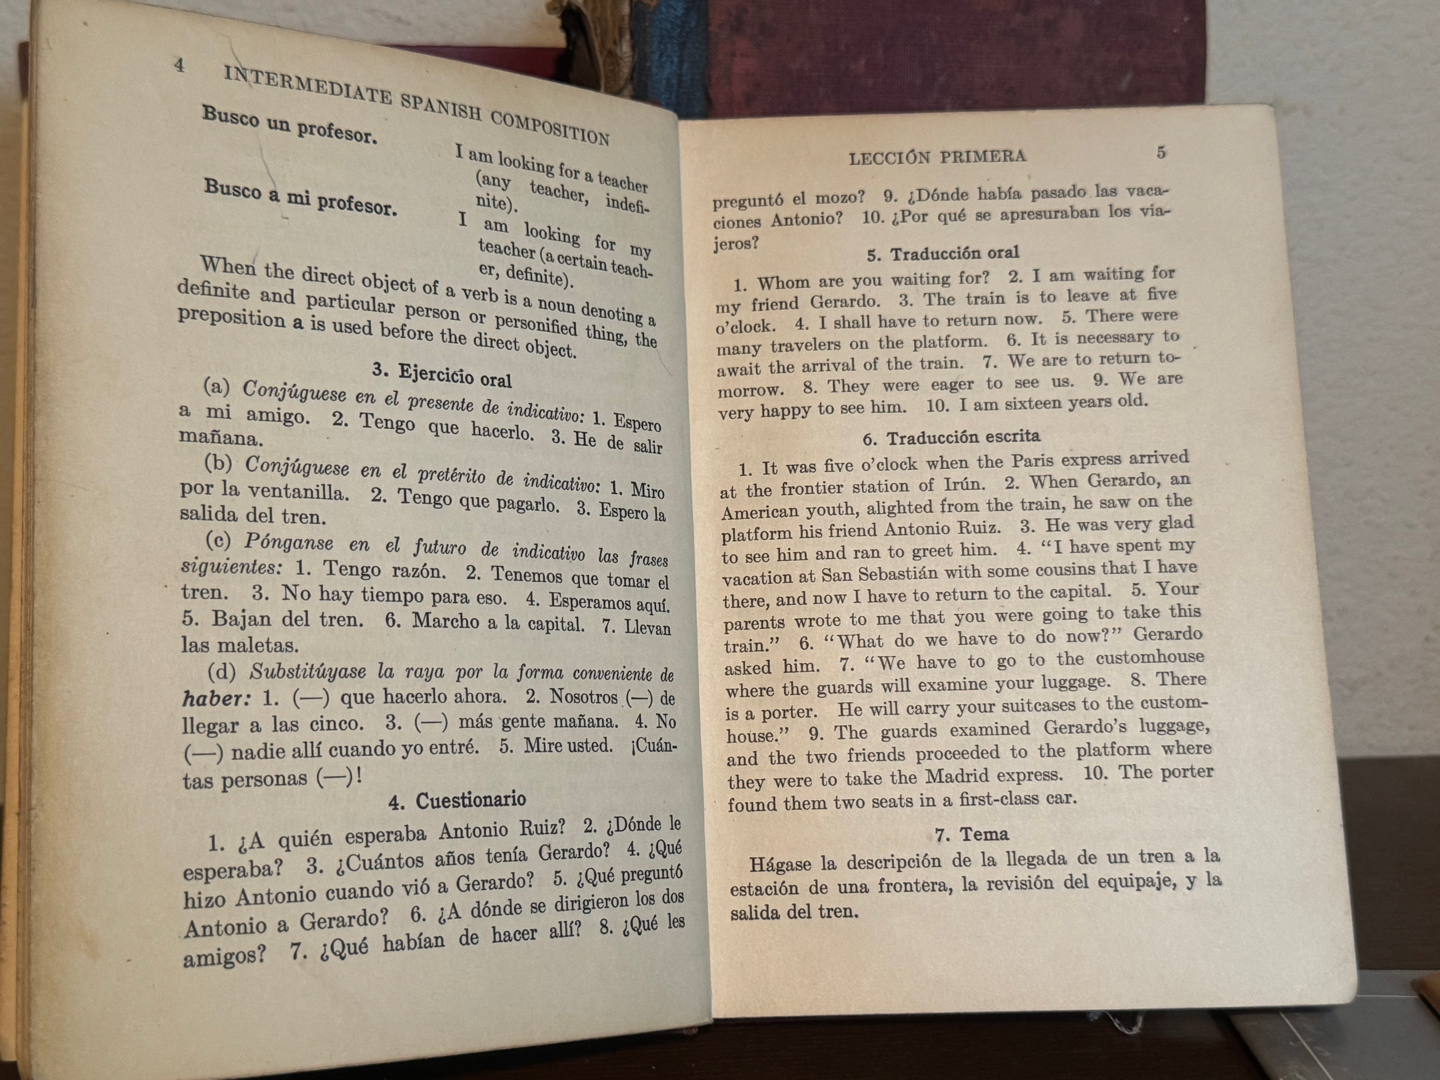 4 INTERMEDIATE SPANISH COMPOSITION
Busco un profesor.
I am looking for a teacher
(any teacher, indefi-
nite).
Busco a mi profesor.
I am looking for my
teacher (a certain teach-
er, definite).
When the direct object of a verb is a noun denoting a
definite and particular person or personified thing, the
preposition a is used before the direct object.
3. Ejercicio oral
(a) Conjúguese en el presente de indicativo: 1. Espero
a mi amigo. 2. Tengo que hacerlo. 3. He de salir
mañana.
(b) Conjúguese en el pretérito de indicativo: 1. Miro
por la ventanilla. 2. Tengo que pagarlo. 3. Espero la
salida del tren.
(c) Pónganse en el futuro de indicativo las frases
siguientes: 1. Tengo razón. 2. Tenemos que tomar el
tren. 3. No hay tiempo para eso. 4. Esperamos aquí.
5. Bajan del tren. 6. Marcho a la capital. 7. Llevan
las maletas.
(d) Substitúyase la raya por la forma conveniente de
haber: 1. (—) que hacerlo ahora. 2. Nosotros (—) de
llegar a las cinco. 3. (—) más gente mañana. 4. No
(—) nadie allí cuando yo entré. 5. Mire usted. ¡Cuán-
tas personas (—)!
4. Cuestionario
1. ¿A quién esperaba Antonio Ruiz? 2. ¿Dónde le
esperaba? 3. ¿Cuántos años tenía Gerardo? 4. ¿Qué
hizo Antonio cuando vió a Gerardo? 5. ¿Qué preguntó
Antonio a Gerardo? 6. ¿A dónde se dirigieron los dos
amigos? 7. ¿Qué habían de hacer allí? 8. ¿Qué les
LECCIÓN PRIMERA 5
preguntó el mozo? 9. ¿Dónde había pasado las vaca-
ciones Antonio? 10. ¿Por qué se apresuraban los via-
jeros?
5. Traducción oral
1. Whom are you waiting for? 2. I am waiting for
my friend Gerardo. 3. The train is to leave at five
o'clock. 4. I shall have to return now. 5. There were
many travelers on the platform. 6. It is necessary to
await the arrival of the train. 7. We are to return to-
morrow. 8. They were eager to see us. 9. We are
very happy to see him. 10. I am sixteen years old.
6. Traducción escrita
1. It was five o'clock when the Paris express arrived
at the frontier station of Irún. 2. When Gerardo, an
American youth, alighted from the train, he saw on the
platform his friend Antonio Ruiz. 3. He was very glad
to see him and ran to greet him. 4. “I have spent my
vacation at San Sebastián with some cousins that I have
there, and now I have to return to the capital. 5. Your
parents wrote to me that you were going to take this
train.” 6. “What do we have to do now?” Gerardo
asked him. 7. “We have to go to the customhouse
where the guards will examine your luggage. 8. There
is a porter. He will carry your suitcases to the custom-
house.” 9. The guards examined Gerardo's luggage,
and the two friends proceeded to the platform where
they were to take the Madrid express. 10. The porter
found them two seats in a first-class car.
7. Tema
Hágase la descripción de la llegada de un tren a la
estación de una frontera, la revisión del equipaje, y la
salida del tren.